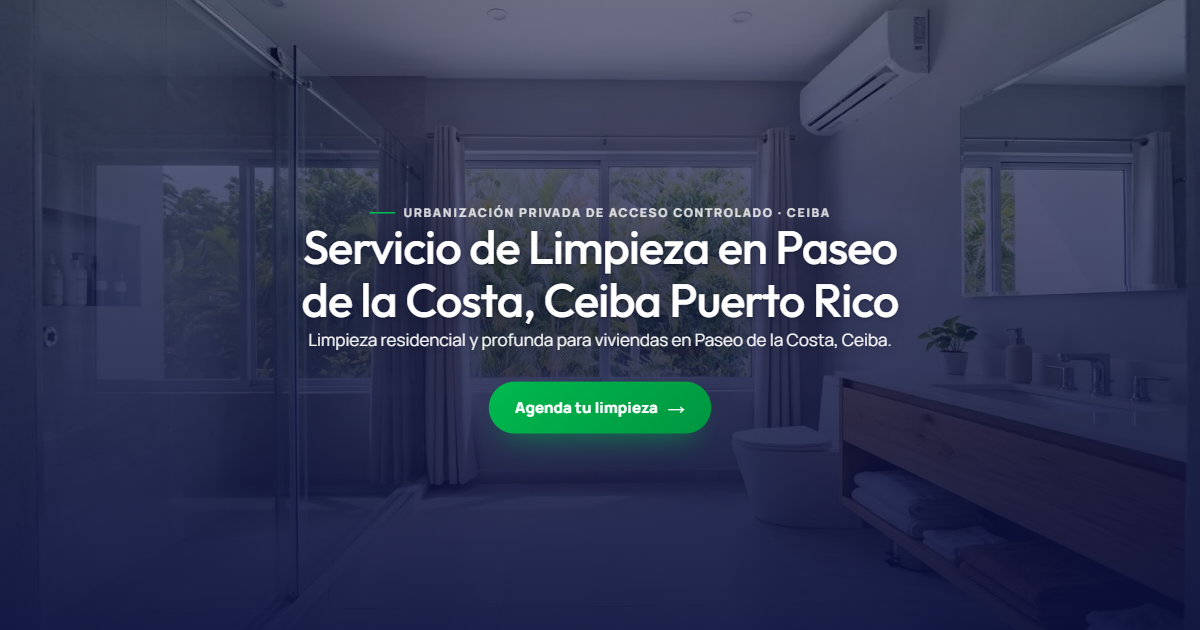 URBANIZACIÓN PRIVADA DE ACCESO CONTROLADO · CEIBA
Servicio de Limpieza en Paseo
de la Costa, Ceiba Puerto Rico
Limpieza residencial y profunda para viviendas en Paseo de la Costa, Ceiba.
Agenda tu limpieza →